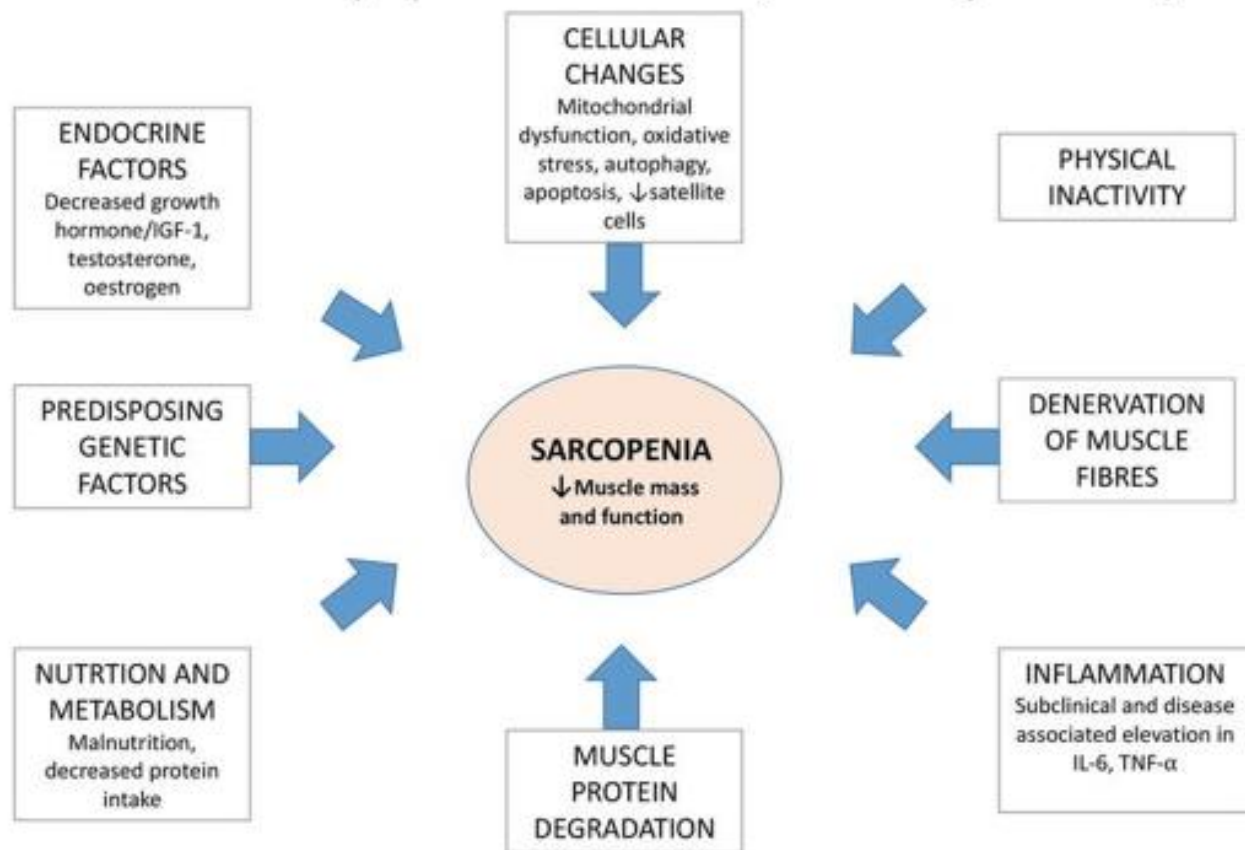 CELLULAR
CHANGES
Mitochondrial
dysfunction, oxidative
stress, autophagy,
apoptosis, ↓satellite
cells
ENDOCRINE
FACTORS
Decreased growth
hormone/IGF-1,
testosterone,
oestrogen
PHYSICAL
INACTIVITY
PREDISPOSING
GENETIC
FACTORS
SARCOPENIA
↓Muscle mass
and function
DENERVATION
OF MUSCLE
FIBRES
NUTRTION AND
METABOLISM
Malnutrition,
decreased protein
intake
MUSCLE
PROTEIN
DEGRADATION
INFLAMMATION
Subclinical and disease
associated elevation in
IL-6, TNF-α